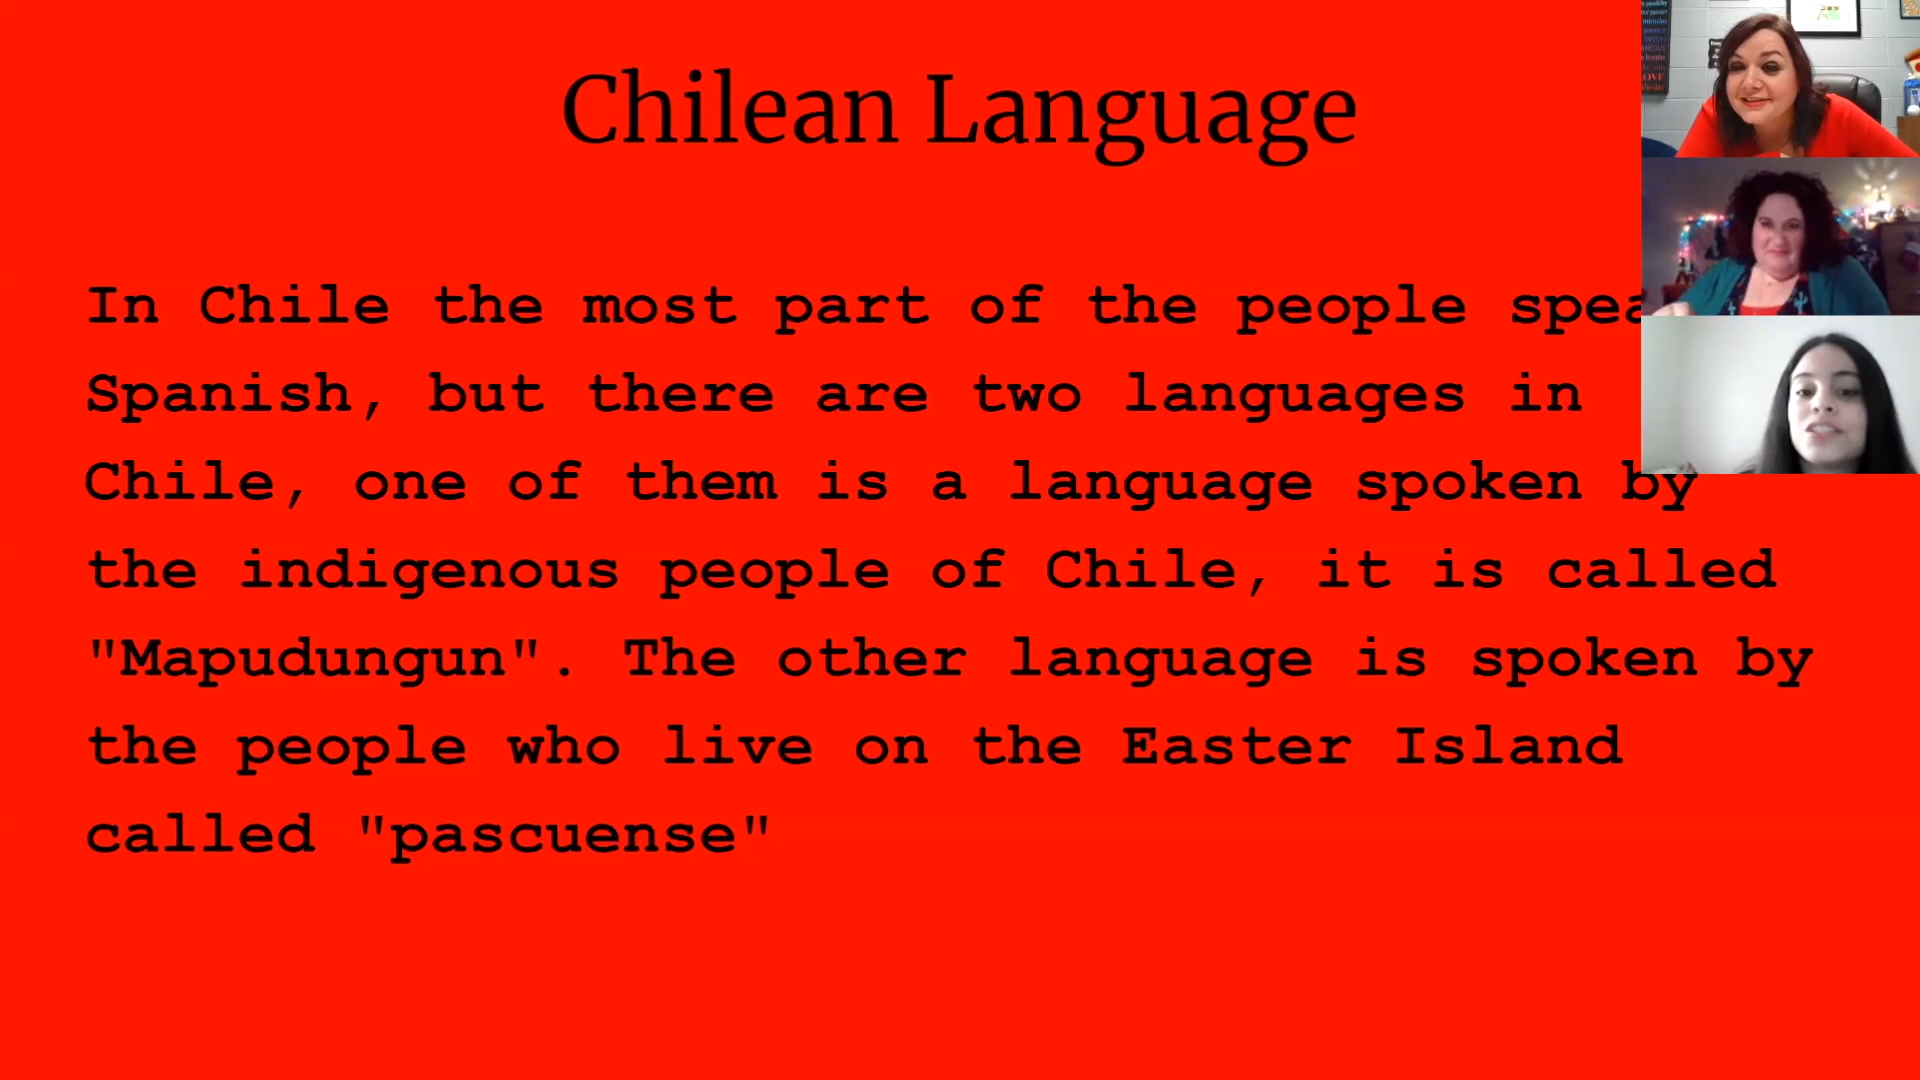 Chilean Language
In Chile the most part of the people
Spanish, but there are two languages in
Chile, one of them is a language spoken by
the indigenous people of Chile, it is called
"Mapudungun". The other language is spoken by
the people who live on the Easter Island
called "pascuense"